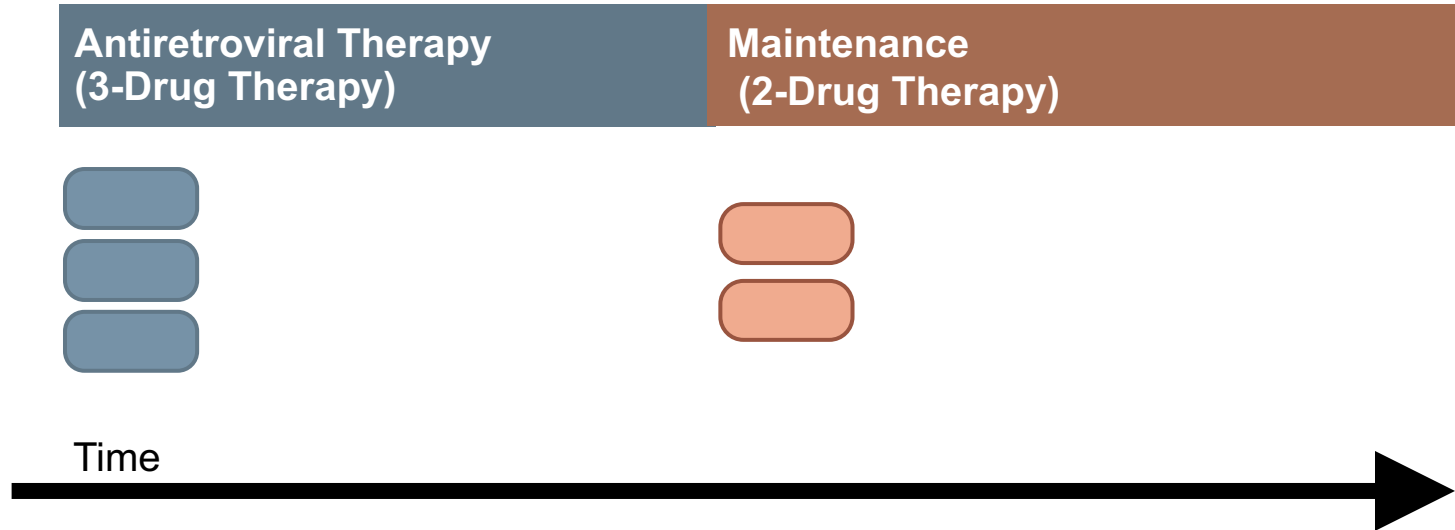 Antiretroviral Therapy
(3-Drug Therapy)
Maintenance
(2-Drug Therapy)
Time